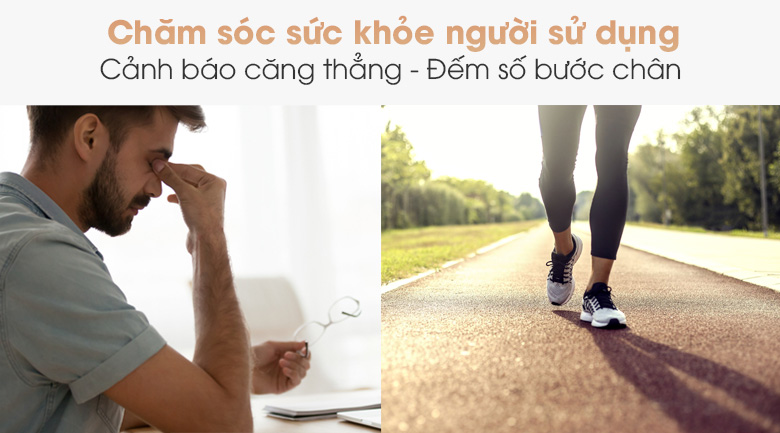 Chăm sóc sức khỏe người sử dụng
Cảnh báo căng thẳng - Đếm số bước chân